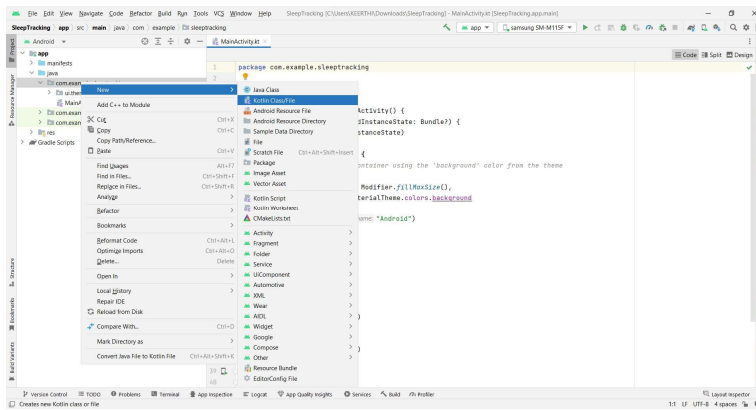 File Edit View Navigate Code Refactor Build Run Tools VCS Window Help SleepTracking [C:\Users\KEERTHI\Downloads\SleepTracking] - MainActivity.kt [SleepTracking.app.main]
SleepTracking app src main java com example sleeptracking app samsung SM-M115F
Android MainActivity.kt
Code Split Design
app
manifests
java
com.exam
ui.them
MainA
com.exam
com.exam
res
Gradle Scripts
Project
Resource Manager
Structure
Bookmarks
Build Variants
1 package com.example.sleeptracking
2
Activity() {
dInstanceState: Bundle?) {
stanceState)
{
ontainer using the 'background' color from the theme
Modifier.fillMaxSize(),
terialTheme.colors.background
name: "Android")
)
)
39
40
New
Add C++ to Module
Cut Ctrl+X
Copy Ctrl+C
Copy Path/Reference...
Paste Ctrl+V
Find Usages Alt+F7
Find in Files... Ctrl+Shift+F
Replace in Files... Ctrl+Shift+R
Analyze
Refactor
Bookmarks
Reformat Code Ctrl+Alt+L
Optimize Imports Ctrl+Alt+O
Delete... Delete
Open In
Local History
Repair IDE
Reload from Disk
Compare With... Ctrl+D
Mark Directory as
Convert Java File to Kotlin File Ctrl+Alt+Shift+K
Java Class
Kotlin Class/File
Android Resource File
Android Resource Directory
Sample Data Directory
File
Scratch File Ctrl+Alt+Shift+Insert
Package
Image Asset
Vector Asset
Kotlin Script
Kotlin Worksheet
CMakeLists.txt
Activity
Fragment
Folder
Service
UiComponent
Automotive
XML
Wear
AIDL
Widget
Google
Compose
Other
Resource Bundle
EditorConfig File
Version Control TODO Problems Terminal App Inspection Logcat App Quality Insights Services Build Profiler Layout Inspector
Creates new Kotlin class or file 1:1 LF UTF-8 4 spaces